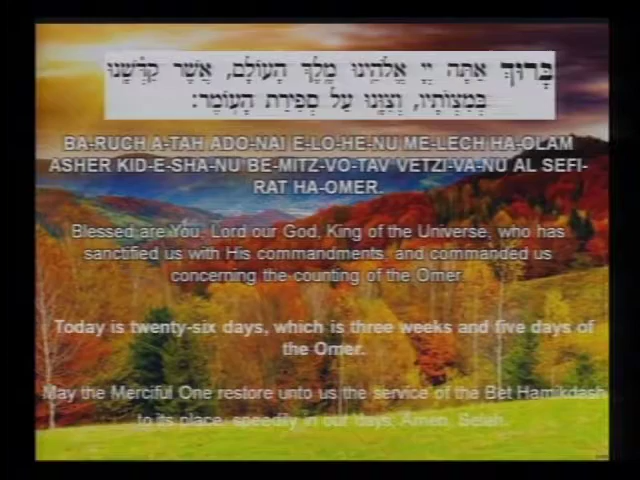 בָּרוּךְ אַתָּה יְיָ אֱלֹהֵינוּ מֶלֶךְ הָעוֹלָם, אֲשֶׁר קִדְּשָׁנוּ
בְּמִצְוֹתָיו, וְצִוָּנוּ עַל סְפִירַת הָעוֹמֶר:
BA-RUCH A-TAH ADO-NAI E-LO-HE-NU ME-LECH HA-OLAM
ASHER KID-E-SHA-NU BE-MITZ-VO-TAV VETZI-VA-NU AL SEFI-
RAT HA-OMER.
Blessed are You, Lord our God, King of the Universe, who has
sanctified us with His commandments, and commanded us
concerning the counting of the Omer
Today is twenty-six days, which is three weeks and five days of
the Omer.
May the Merciful One restore unto us the service of the Bet Hamikdash
to its place, speedily in our days; Amen, Selah.